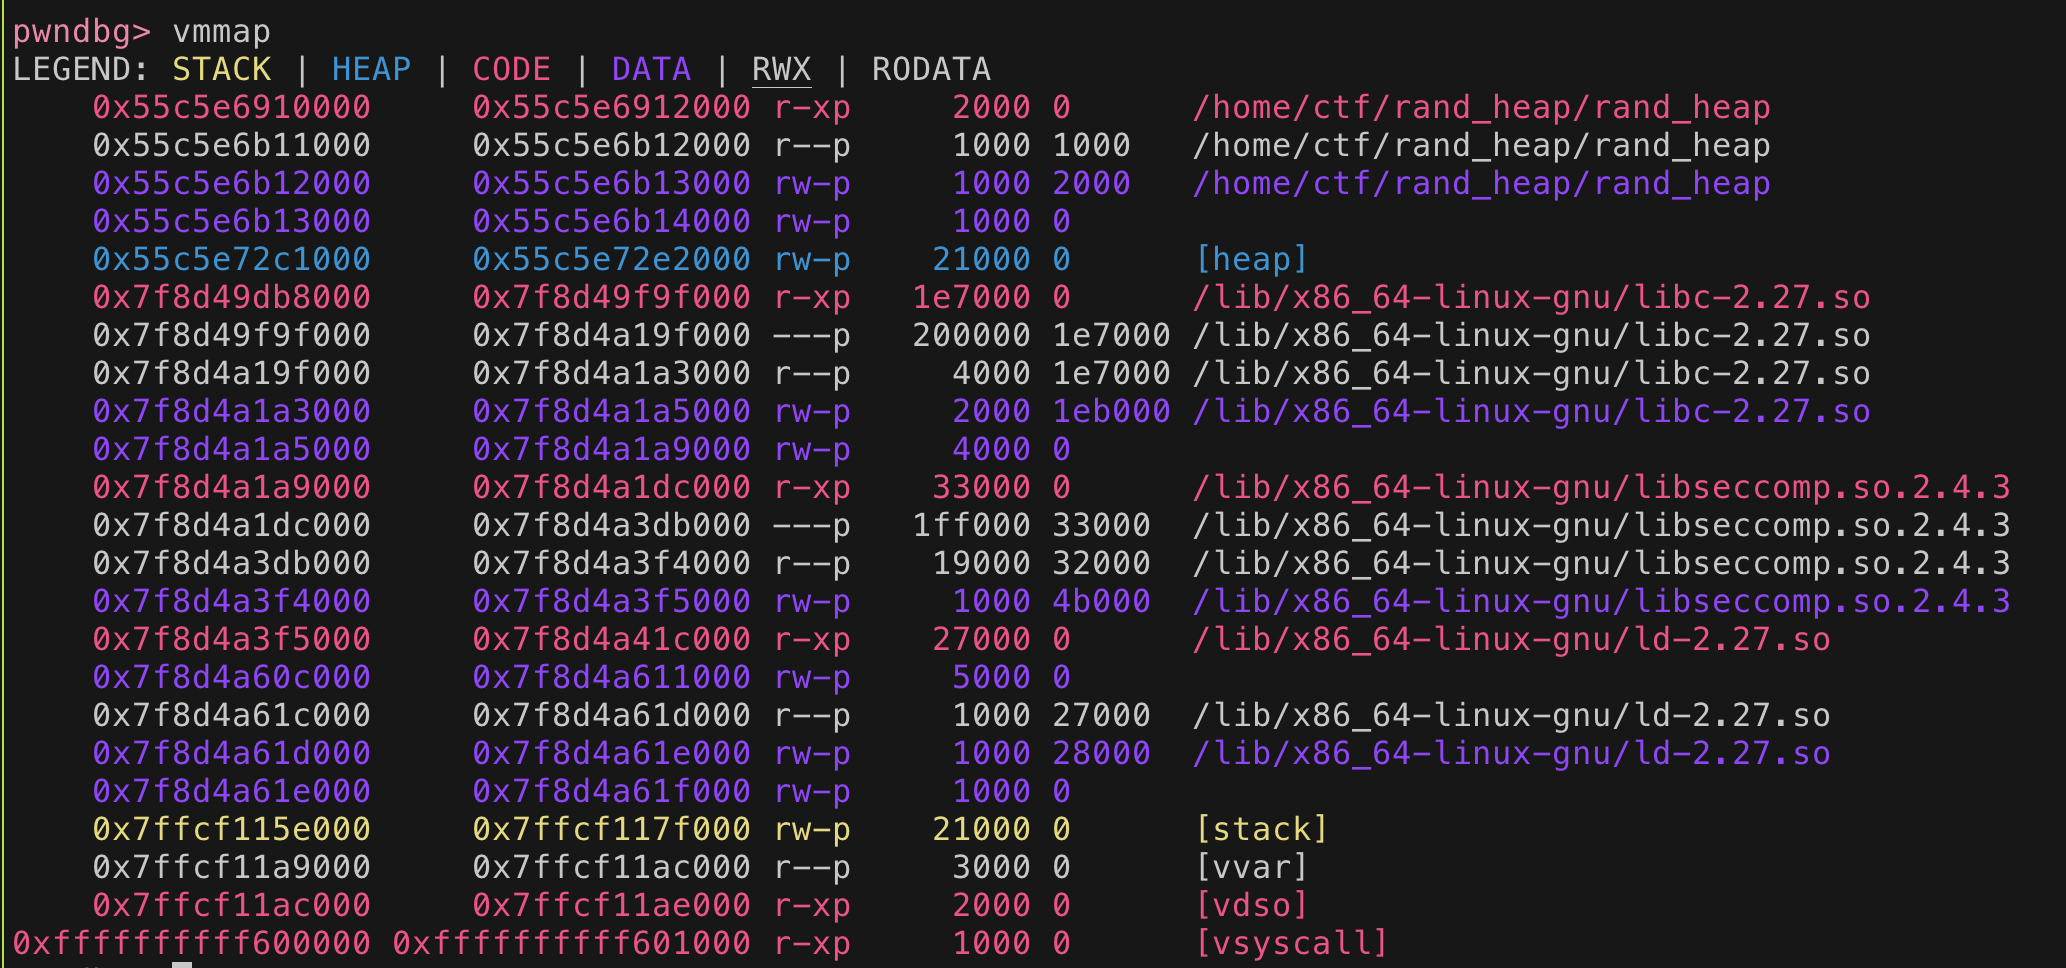 pwndbg> vmmap
LEGEND: STACK | HEAP | CODE | DATA | RWX | RODATA
0x55c5e6910000 0x55c5e6912000 r-xp 2000 0 /home/ctf/rand_heap/rand_heap
0x55c5e6b11000 0x55c5e6b12000 r--p 1000 1000 /home/ctf/rand_heap/rand_heap
0x55c5e6b12000 0x55c5e6b13000 rw-p 1000 2000 /home/ctf/rand_heap/rand_heap
0x55c5e6b13000 0x55c5e6b14000 rw-p 1000 0
0x55c5e72c1000 0x55c5e72e2000 rw-p 21000 0 [heap]
0x7f8d49db8000 0x7f8d49f9f000 r-xp 1e7000 0 /lib/x86_64-linux-gnu/libc-2.27.so
0x7f8d49f9f000 0x7f8d4a19f000 ---p 200000 1e7000 /lib/x86_64-linux-gnu/libc-2.27.so
0x7f8d4a19f000 0x7f8d4a1a3000 r--p 4000 1e7000 /lib/x86_64-linux-gnu/libc-2.27.so
0x7f8d4a1a3000 0x7f8d4a1a5000 rw-p 2000 1eb000 /lib/x86_64-linux-gnu/libc-2.27.so
0x7f8d4a1a5000 0x7f8d4a1a9000 rw-p 4000 0
0x7f8d4a1a9000 0x7f8d4a1dc000 r-xp 33000 0 /lib/x86_64-linux-gnu/libseccomp.so.2.4.3
0x7f8d4a1dc000 0x7f8d4a3db000 ---p 1ff000 33000 /lib/x86_64-linux-gnu/libseccomp.so.2.4.3
0x7f8d4a3db000 0x7f8d4a3f4000 r--p 19000 32000 /lib/x86_64-linux-gnu/libseccomp.so.2.4.3
0x7f8d4a3f4000 0x7f8d4a3f5000 rw-p 1000 4b000 /lib/x86_64-linux-gnu/libseccomp.so.2.4.3
0x7f8d4a3f5000 0x7f8d4a41c000 r-xp 27000 0 /lib/x86_64-linux-gnu/ld-2.27.so
0x7f8d4a60c000 0x7f8d4a611000 rw-p 5000 0
0x7f8d4a61c000 0x7f8d4a61d000 r--p 1000 27000 /lib/x86_64-linux-gnu/ld-2.27.so
0x7f8d4a61d000 0x7f8d4a61e000 rw-p 1000 28000 /lib/x86_64-linux-gnu/ld-2.27.so
0x7f8d4a61e000 0x7f8d4a61f000 rw-p 1000 0
0x7ffcf115e000 0x7ffcf117f000 rw-p 21000 0 [stack]
0x7ffcf11a9000 0x7ffcf11ac000 r--p 3000 0 [vvar]
0x7ffcf11ac000 0x7ffcf11ae000 r-xp 2000 0 [vdso]
0xffffffffff600000 0xffffffffff601000 r-xp 1000 0 [vsyscall]